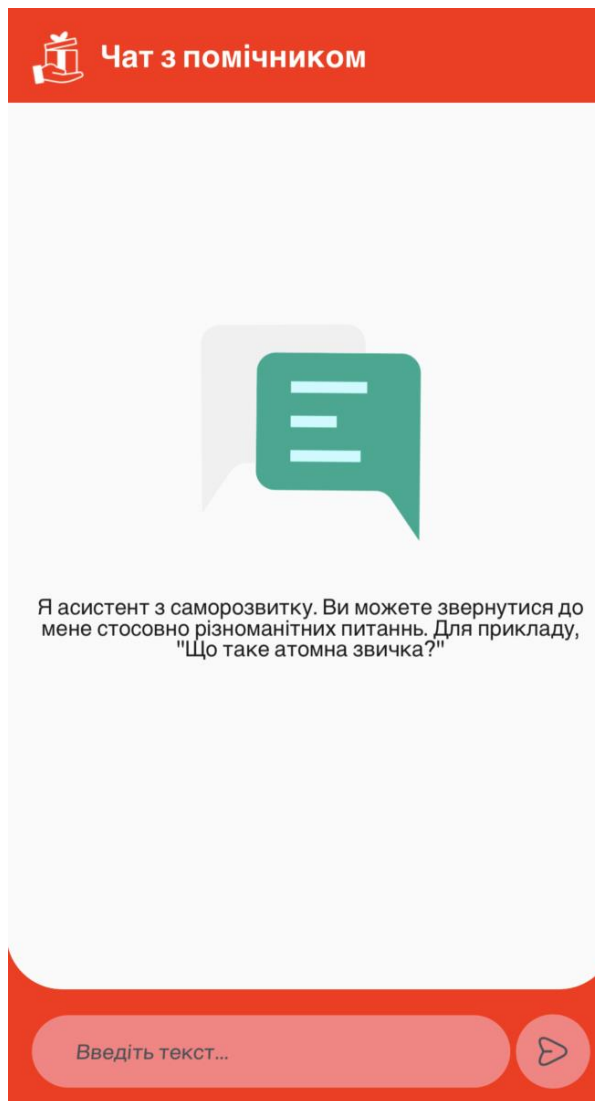 Чат з помічником
Я асистент з саморозвитку. Ви можете звернутися до
мене стосовно різноманітних питаннь. Для прикладу,
"Що таке атомна звичка?"
Введіть текст...